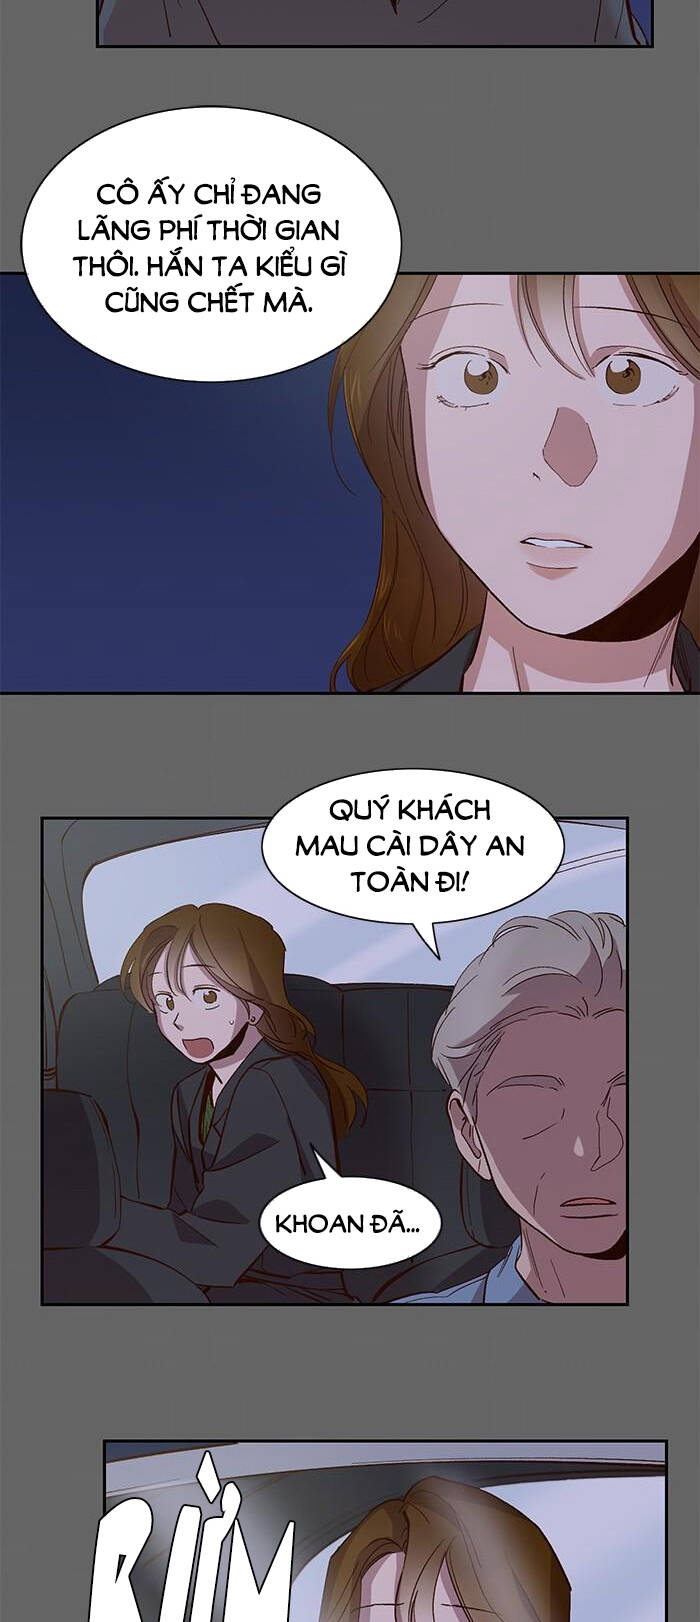 CÔ ẤY CHỈ ĐANG
LÃNG PHÍ THỜI GIAN
THÔI. HẮN TA KIỂU GÌ
CŨNG CHẾT MÀ.
QUÝ KHÁCH
MAU CÀI DÂY AN
TOÀN ĐI!
KHOAN ĐÃ...